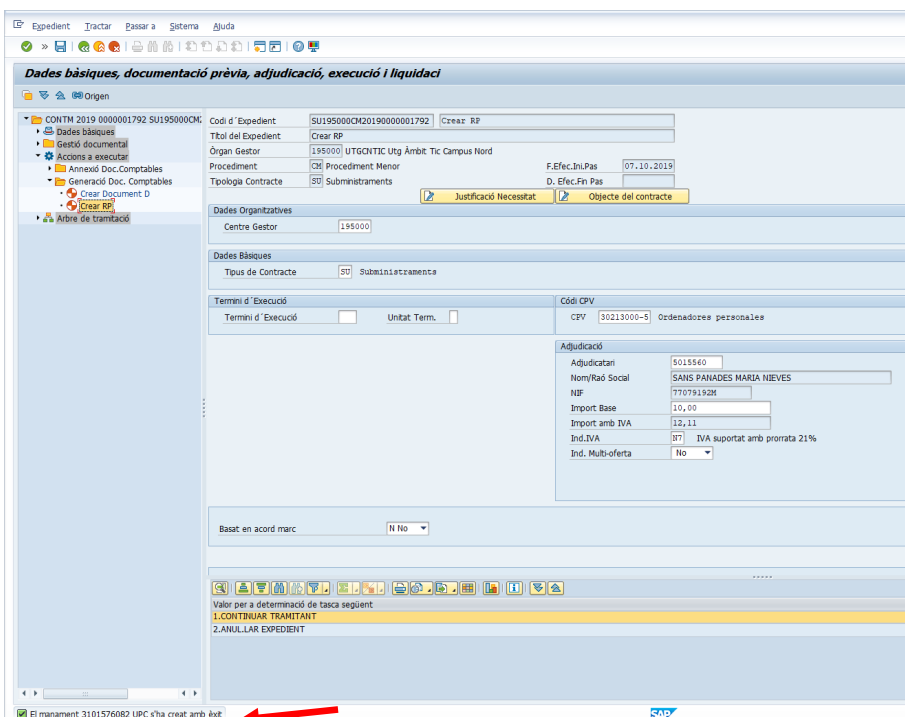 Expedient Tractar Passar a Sistema Ajuda
Dades bàsiques, documentació prèvia, adjudicació, execució i liquidaci
Origen
CONTM 2019 0000001792 SU195000CM2
Dades bàsiques
Gestió documental
Accions a executar
Annexió Doc.Comptables
Generació Doc. Comptables
Crear Document D
Crear RP
Arbre de tramitació
Codi d´Expedient SU195000CM20190000001792 Crear RP
Títol del Expedient Crear RP
Òrgan Gestor 195000 UTGCNTIC Utg Àmbit Tic Campus Nord
Procediment CM Procediment Menor F.Efec.Ini.Pas 07.10.2019
Tipologia Contracte SU Subministraments D. Efec.Fin Pas
Justificació Necessitat Objecte del contracte
Dades Organitzatives
Centre Gestor 195000
Dades Bàsiques
Tipus de Contracte SU Subministraments
Termini d´Execució Códi CPV
Termini d´Execució Unitat Term. CPV 30213000-5 Ordenadores personales
Adjudicació
Adjudicatari 5015560
Nom/Raó Social SANS PANADES MARIA NIEVES
NIF 77079192M
Import Base 10,00
Import amb IVA 12,11
Ind.IVA N7 IVA suportat amb prorrata 21%
Ind. Multi-oferta No
Basat en acord marc N No
Valor per a determinació de tasca següent
1.CONTINUAR TRAMITANT
2.ANUL.LAR EXPEDIENT
El manament 3101576082 UPC s'ha creat amb èxit
SAP